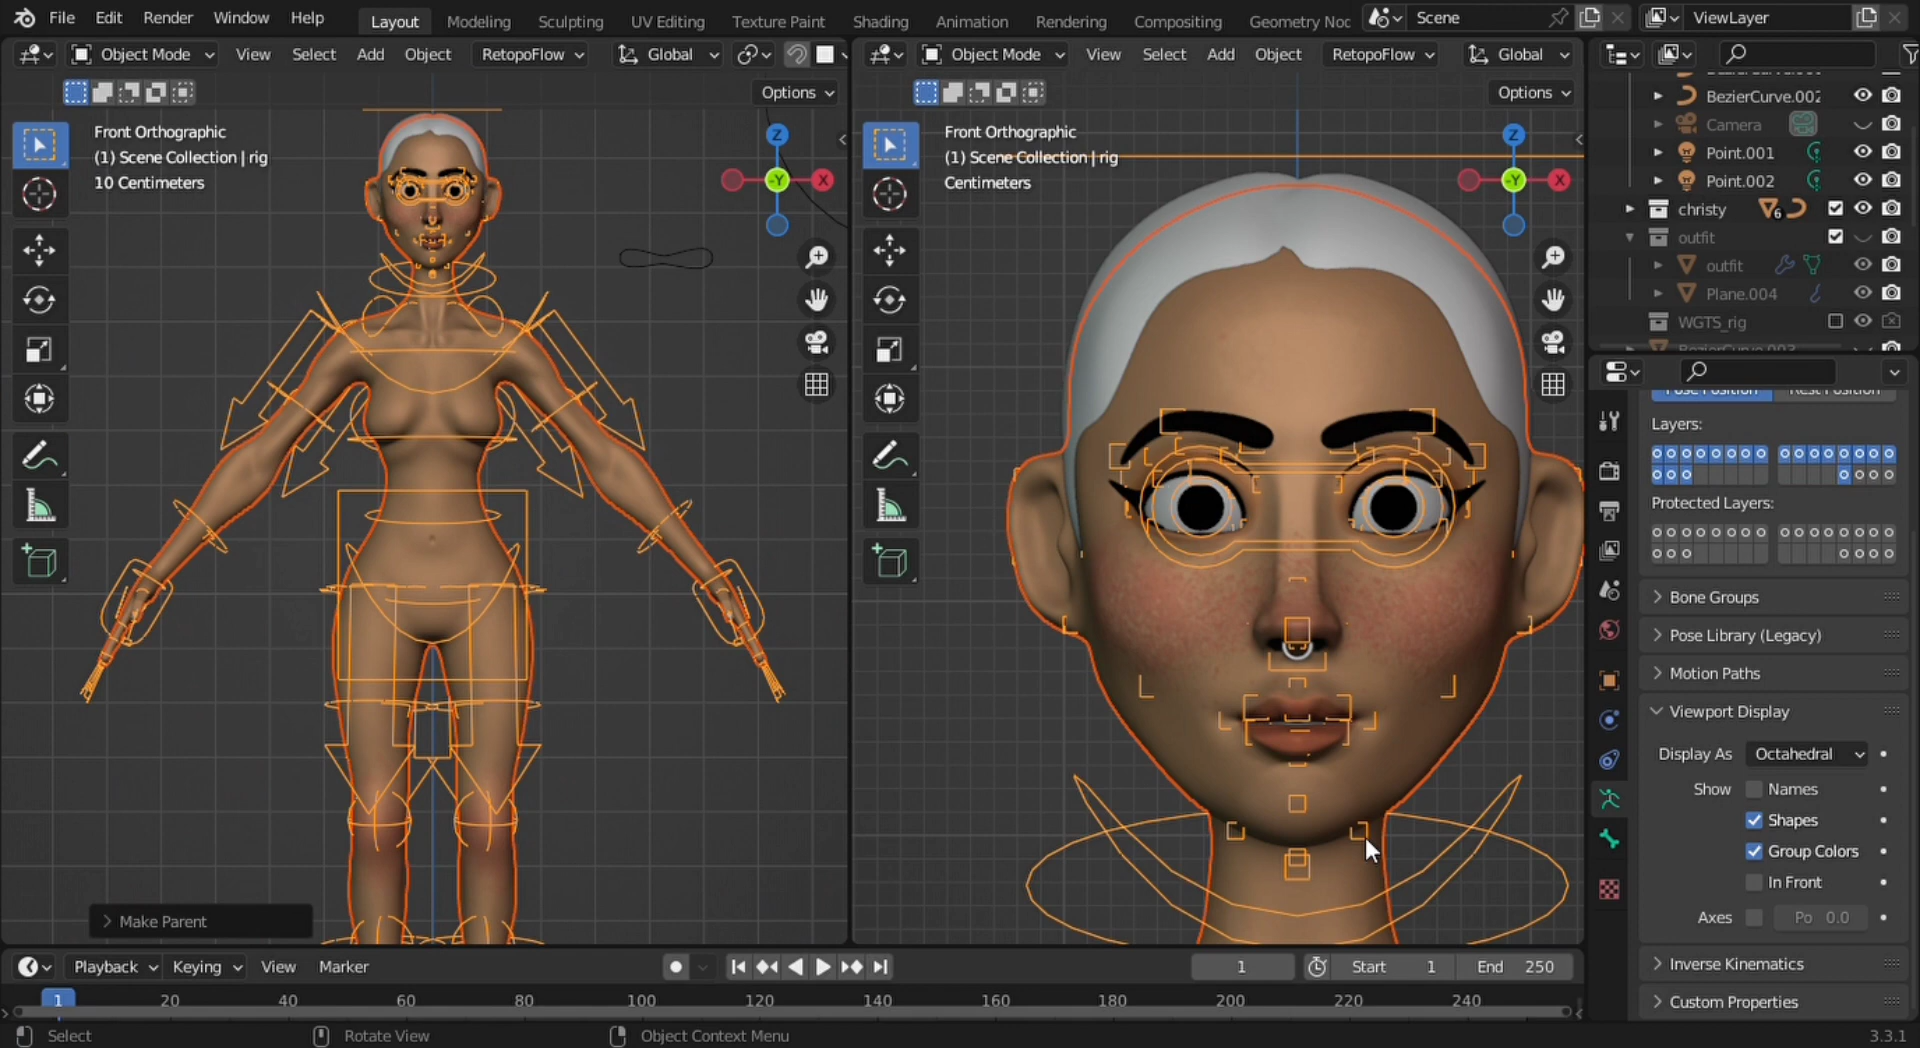 File Edit Render Window Help Layout Modeling Sculpting UV Editing Texture Paint Shading Animation Rendering Compositing Geometry Noc Scene ViewLayer
Object Mode View Select Add Object RetopoFlow Global Object Mode View Select Add Object RetopoFlow Global
Options Options
Front Orthographic
(1) Scene Collection | rig
10 Centimeters
Z
-Y
X
Front Orthographic
(1) Scene Collection | rig
Centimeters
Z
-Y
X
BezierCurve.002
Camera
Point.001
Point.002
christy 6
outfit
outfit
Plane.004
WGTS_rig
Layers:
Protected Layers:
Bone Groups
Pose Library (Legacy)
Motion Paths
Viewport Display
Display As Octahedral
Show Names
Shapes
Group Colors
In Front
Axes Po 0.0
Inverse Kinematics
Custom Properties
Make Parent
Playback Keying View Marker 1 Start 1 End 250
1 20 40 60 80 100 120 140 160 180 200 220 240
Select Rotate View Object Context Menu 3.3.1